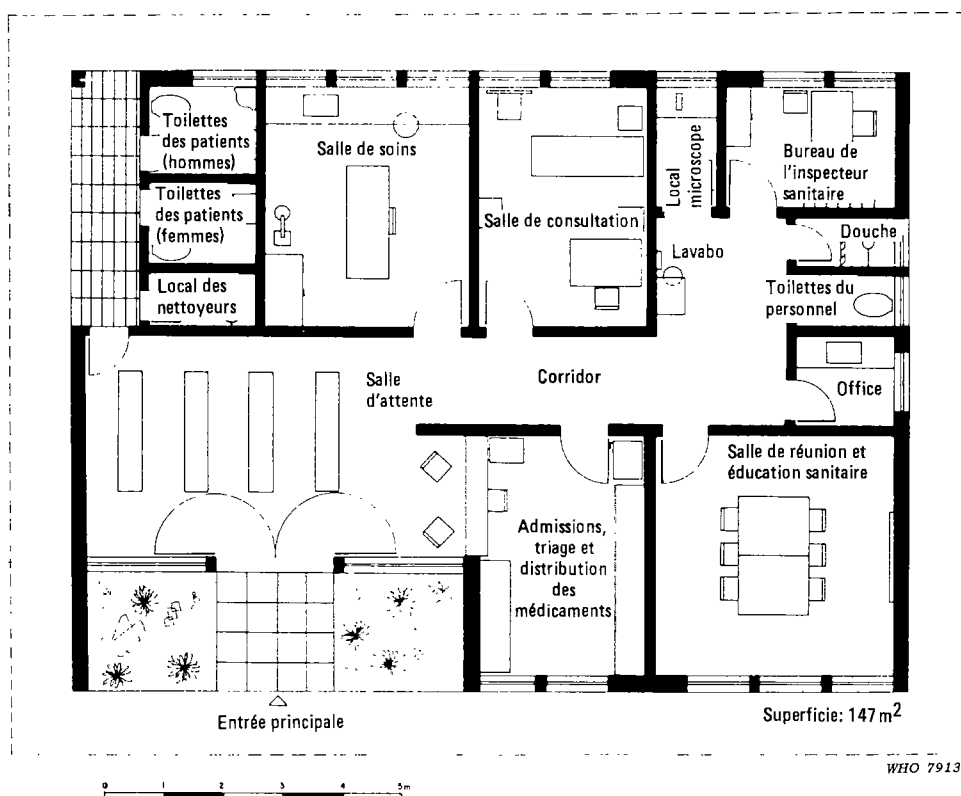 Toilettes
des patients
(hommes)
Salle de soins
Toilettes
des patients
(femmes)
Local des
nettoyeurs
Salle de consultation
Local
microscope
Bureau de
l'inspecteur
sanitaire
Lavabo
Douche
Toilettes du
personnel
Office
Salle
d'attente
Corridor
Salle de réunion et
éducation sanitaire
Admissions,
triage et
distribution
des
médicaments
Entrée principale
Superficie: 147 m²
WHO 7913
0 1 2 3 4 5 m